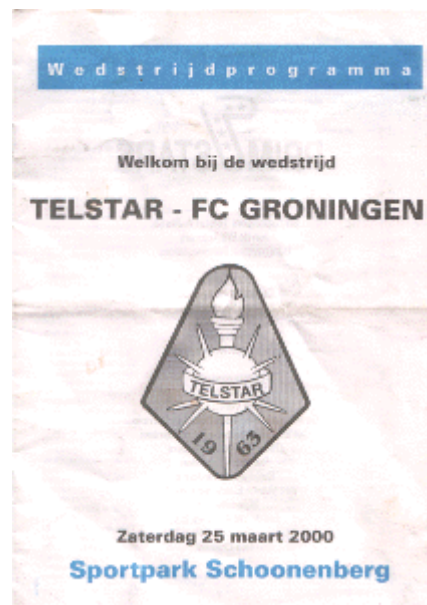 Wedstrijdprogramma
Welkom bij de wedstrijd
TELSTAR - FC GRONINGEN
TELSTAR
19 63
Zaterdag 25 maart 2000
Sportpark Schoonenberg